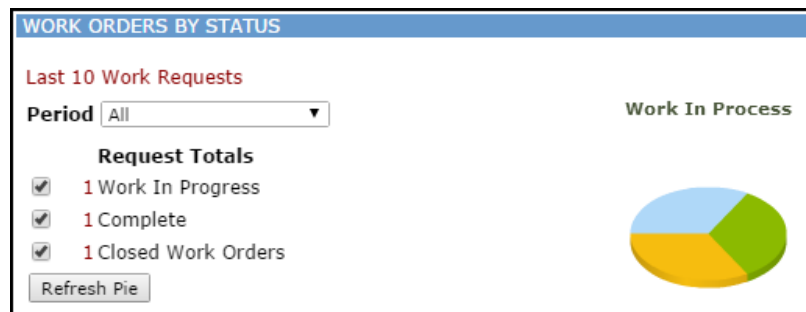 WORK ORDERS BY STATUS
Last 10 Work Requests
Period All
Work In Process
Request Totals
1 Work In Progress
1 Complete
1 Closed Work Orders
Refresh Pie